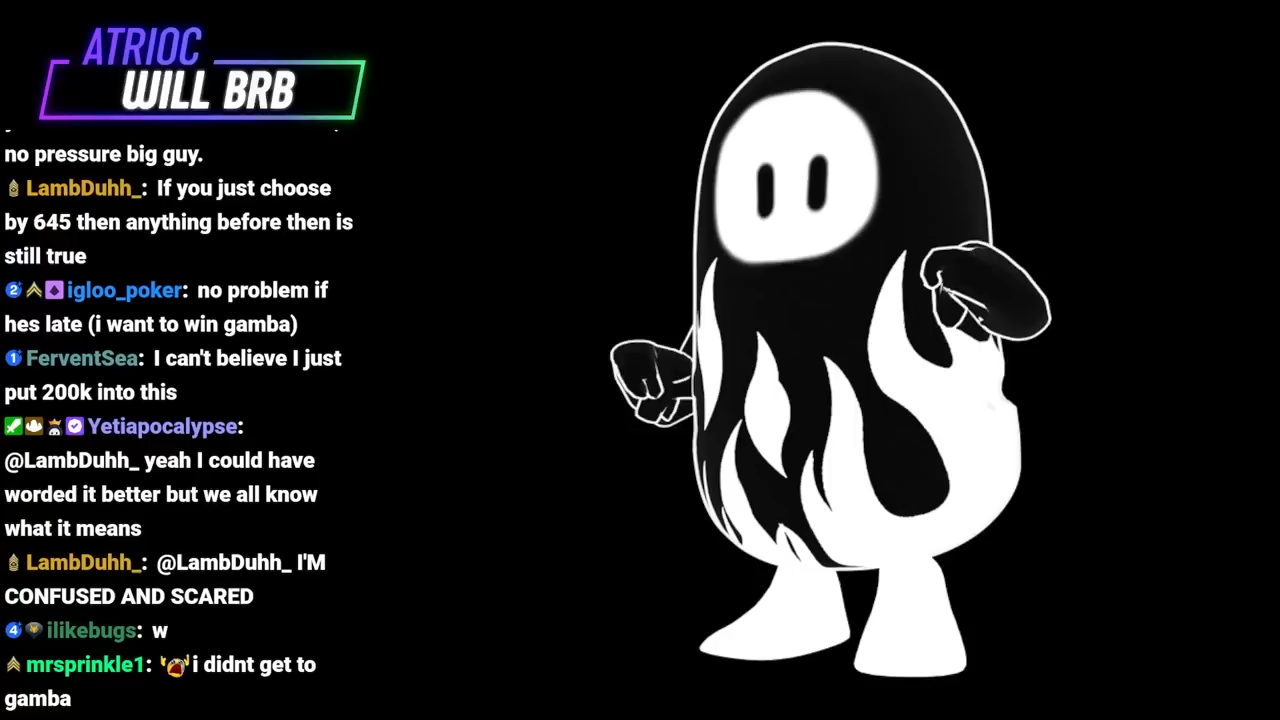 ATRIOC
WILL BRB
no pressure big guy.
LambDuhh_: If you just choose
by 645 then anything before then is
still true
2 igloo_poker: no problem if
hes late (i want to win gamba)
1 FerventSea: I can't believe I just
put 200k into this
Yetiapocalypse:
@LambDuhh_ yeah I could have
worded it better but we all know
what it means
LambDuhh_: @LambDuhh_ I'M
CONFUSED AND SCARED
4 ilikebugs: w
mrsprinkle1: i didnt get to
gamba